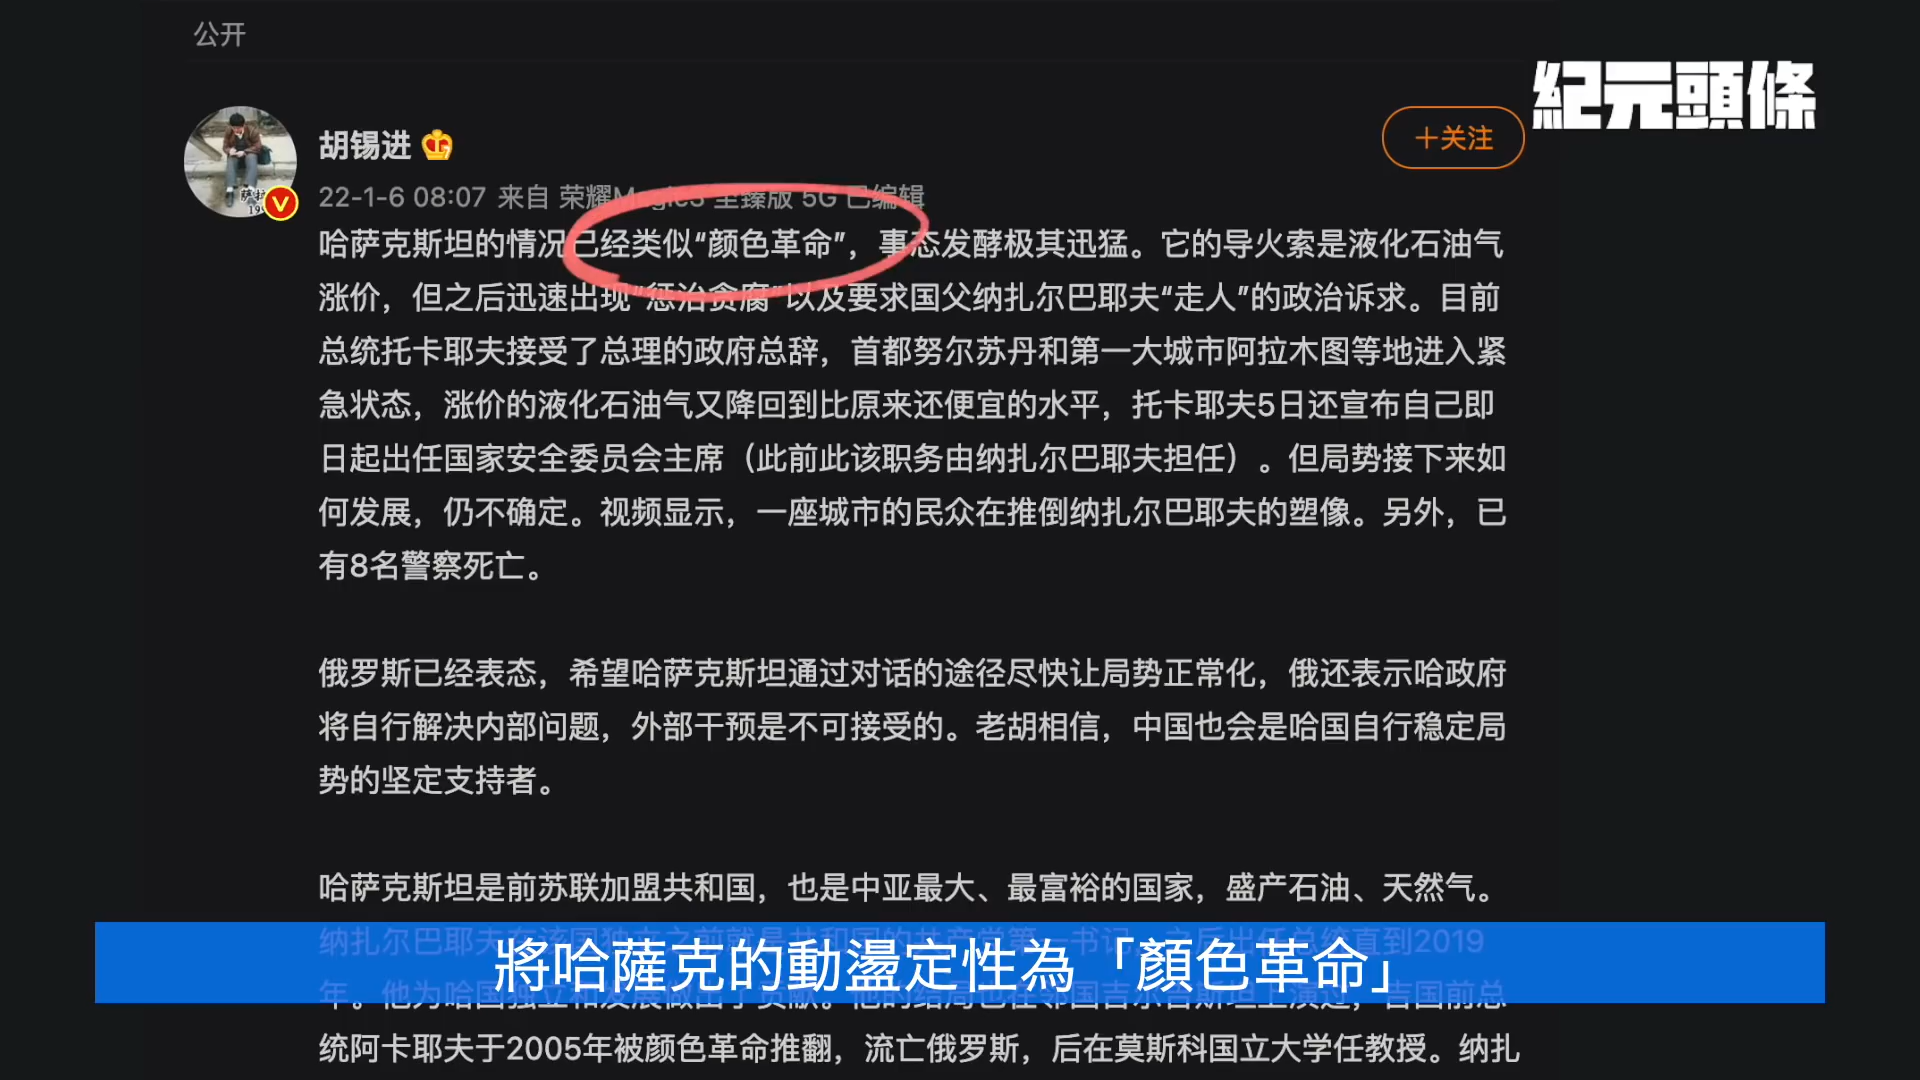 公开
紀元頭條
胡锡进
十关注
22-1-6 08:07 来自 荣耀Magic3 至臻版 5G 已编辑
哈萨克斯坦的情况已经类似“颜色革命”，事态发酵极其迅猛。它的导火索是液化石油气
涨价，但之后迅速出现“惩治贪腐”以及要求国父纳扎尔巴耶夫“走人”的政治诉求。目前
总统托卡耶夫接受了总理的政府总辞，首都努尔苏丹和第一大城市阿拉木图等地进入紧
急状态，涨价的液化石油气又降回到比原来还便宜的水平，托卡耶夫5日还宣布自己即
日起出任国家安全委员会主席（此前此该职务由纳扎尔巴耶夫担任）。但局势接下来如
何发展，仍不确定。视频显示，一座城市的民众在推倒纳扎尔巴耶夫的塑像。另外，已
有8名警察死亡。
俄罗斯已经表态，希望哈萨克斯坦通过对话的途径尽快让局势正常化，俄还表示哈政府
将自行解决内部问题，外部干预是不可接受的。老胡相信，中国也会是哈国自行稳定局
势的坚定支持者。
哈萨克斯坦是前苏联加盟共和国，也是中亚最大、最富裕的国家，盛产石油、天然气。
將哈薩克的動盪定性為「顏色革命」
统阿卡耶夫于2005年被颜色革命推翻，流亡俄罗斯，后在莫斯科国立大学任教授。纳扎